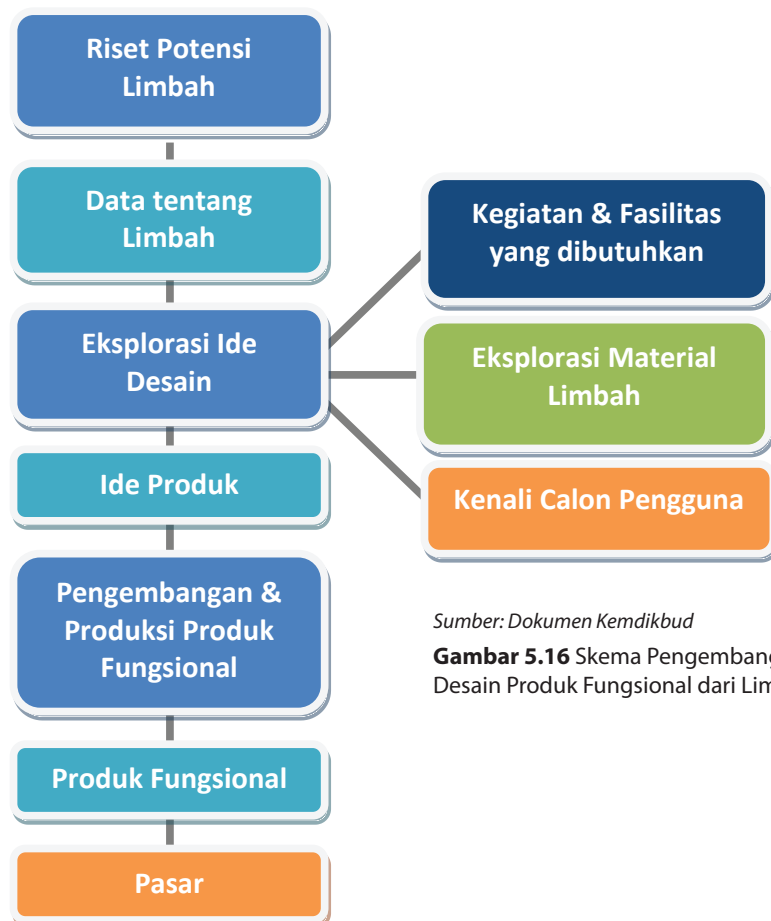 Riset Potensi
Limbah
Data tentang
Limbah
Eksplorasi Ide
Desain
Ide Produk
Pengembangan &
Produksi Produk
Fungsional
Produk Fungsional
Pasar
Kegiatan & Fasilitas
yang dibutuhkan
Eksplorasi Material
Limbah
Kenali Calon Pengguna
Sumber: Dokumen Kemdikbud
Gambar 5.16 Skema
Desain Produk Fungsional dari